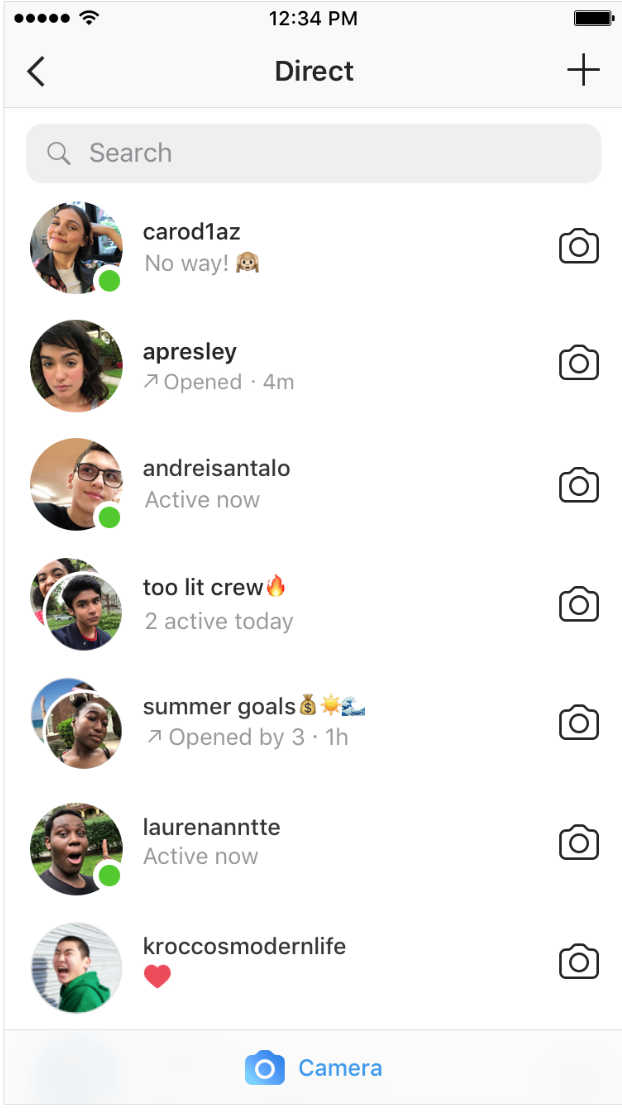 12:34 PM
Direct
Search
carod1az
No way! 🙉
apresley
↗ Opened · 4m
andreisantalo
Active now
too lit crew🔥
2 active today
summer goals💰☀️🌊
↗ Opened by 3 · 1h
laurenanntte
Active now
kroccosmodernlife
❤️
Camera